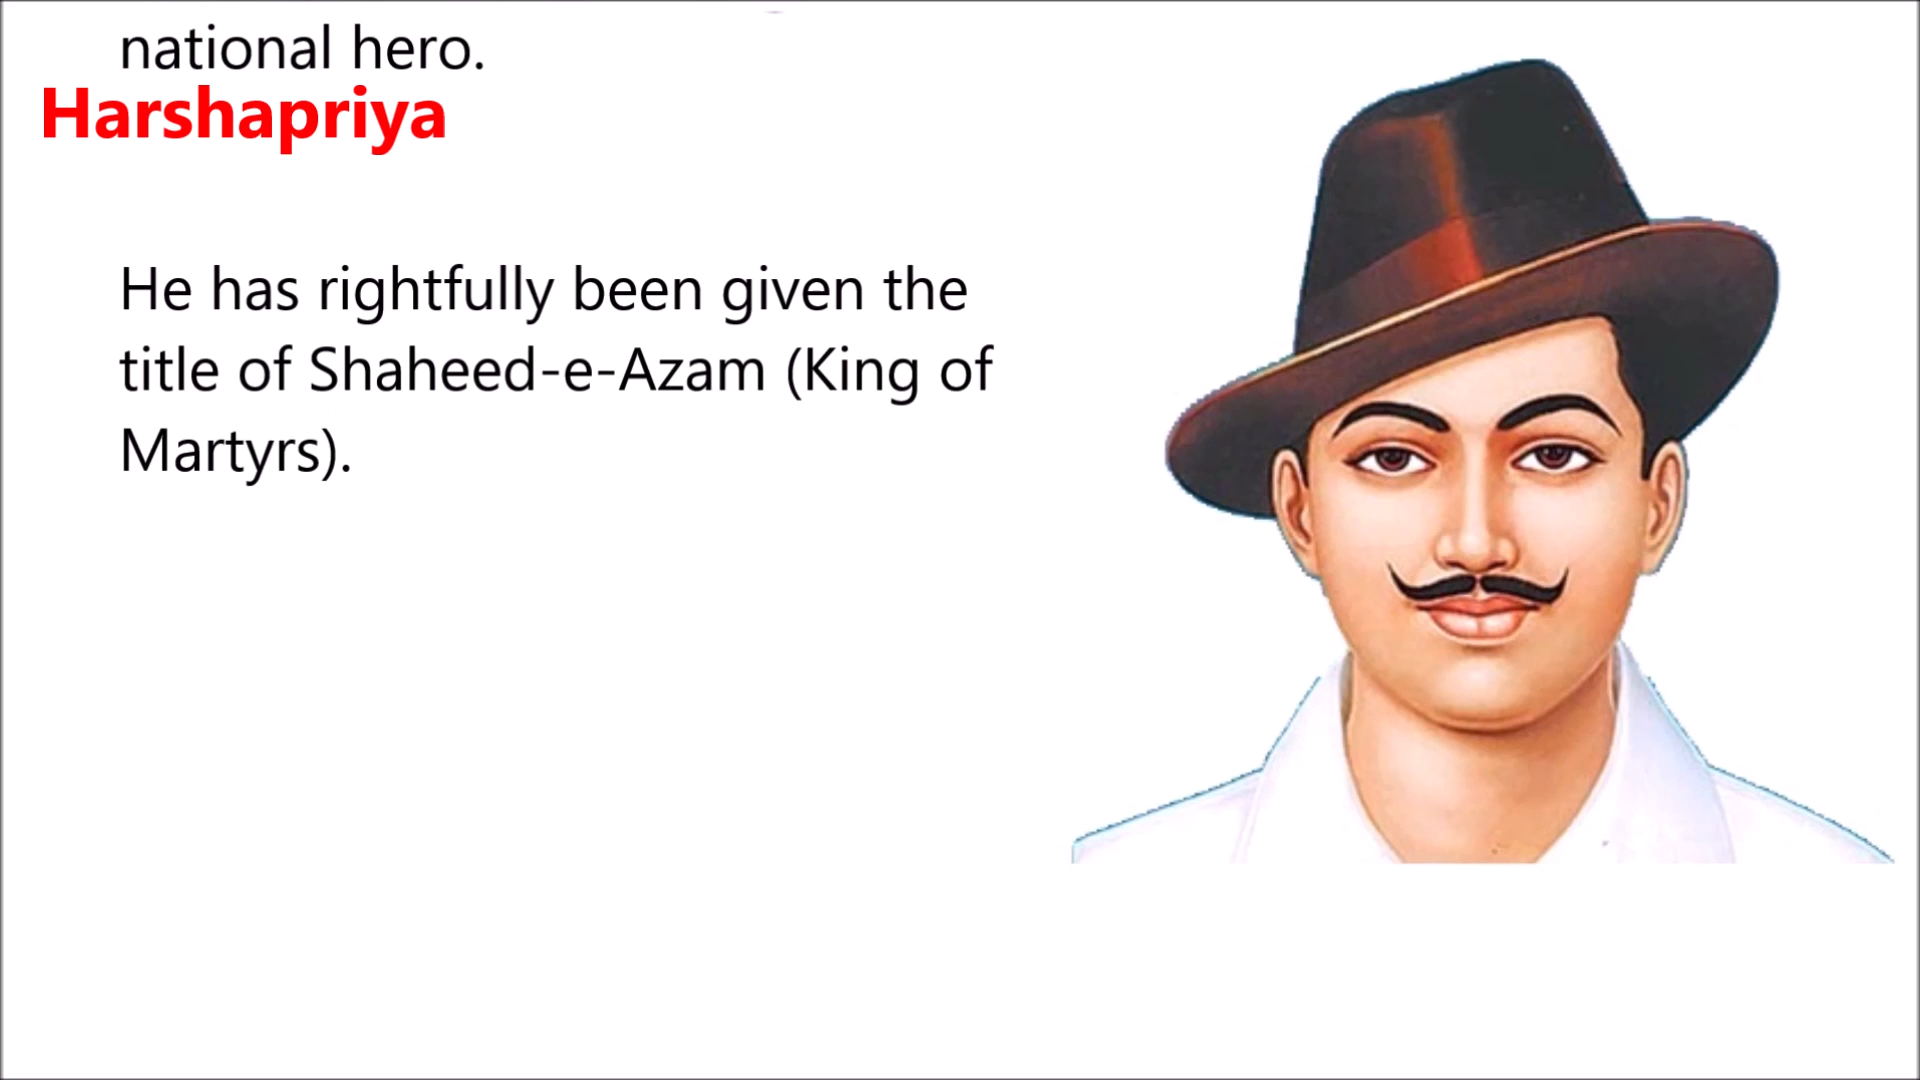 national hero.
Harshapriya
He has rightfully been given the
title of Shaheed-e-Azam (King of
Martyrs).